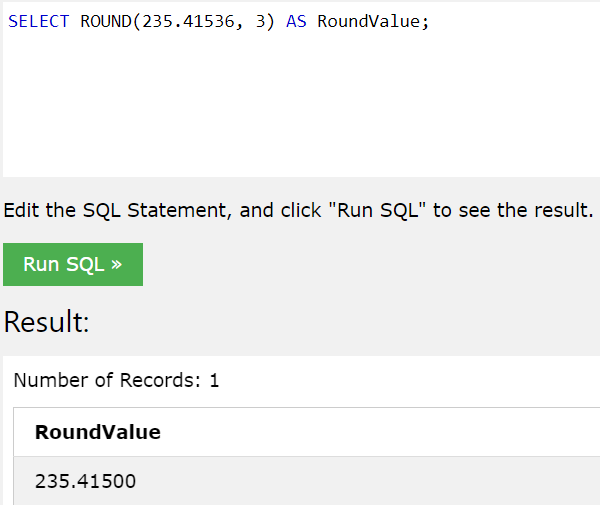 SELECT ROUND(235.41536, 3) AS RoundValue;
Edit the SQL Statement, and click "Run SQL" to see the result.
Run SQL »
Result:
Number of Records: 1
RoundValue
235.41500